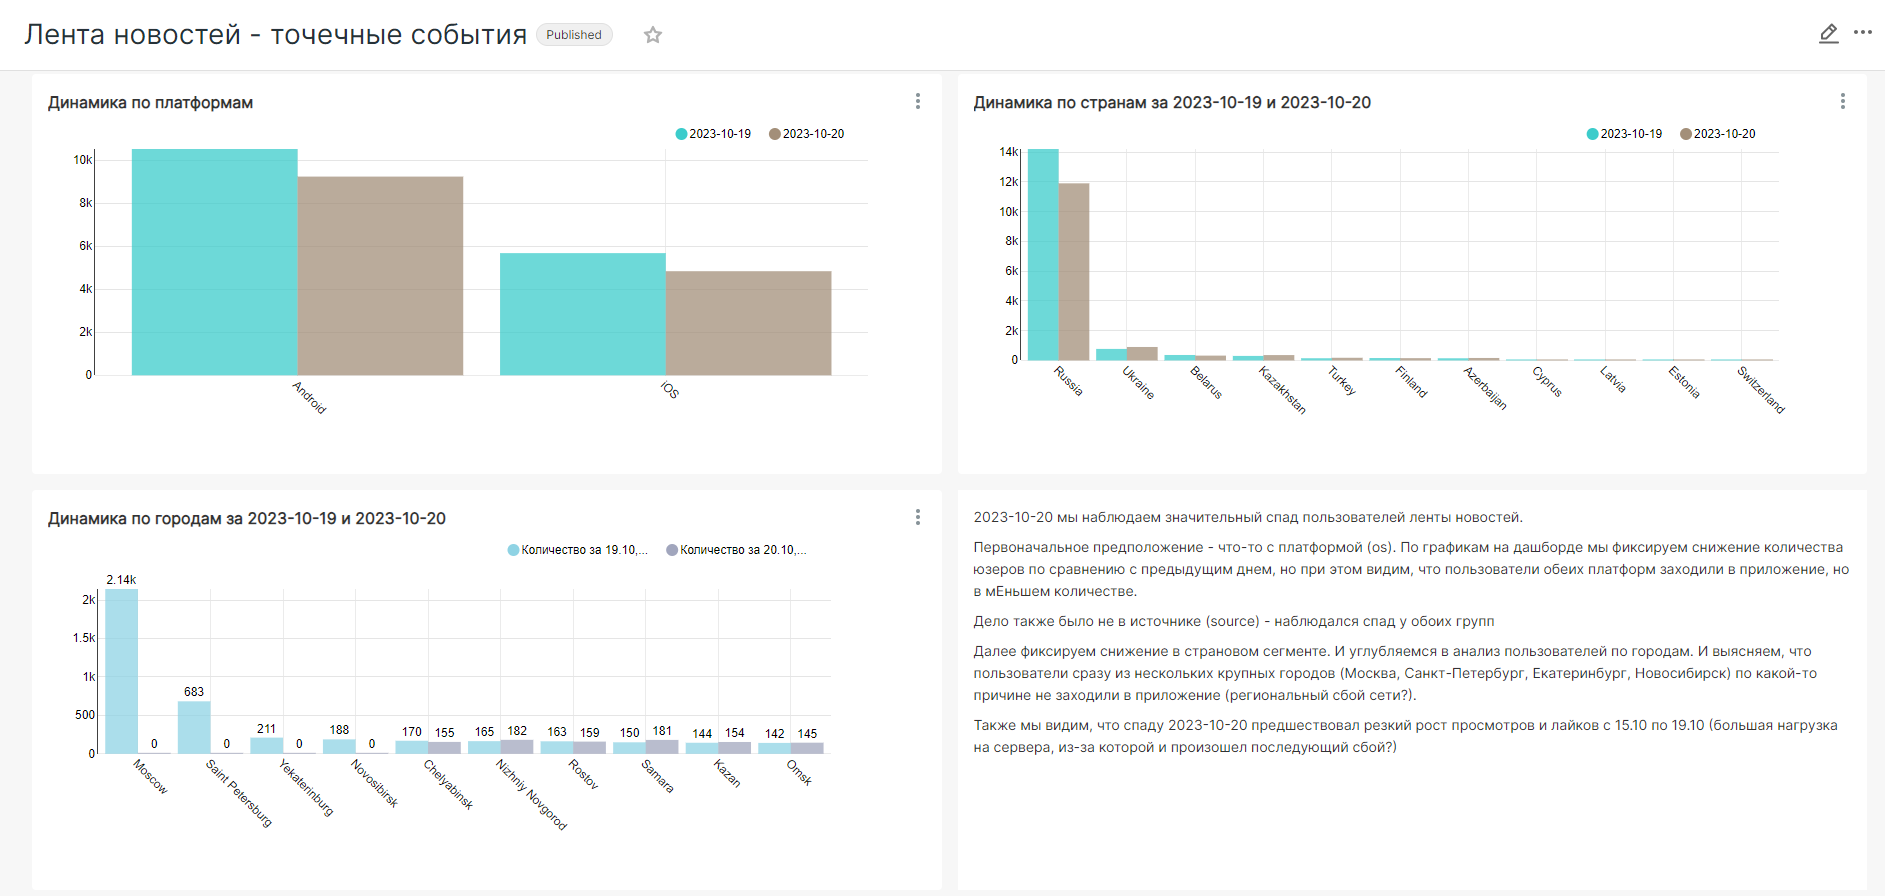 Лента новостей - точечные события
Published
Динамика по платформам
2023-10-19
2023-10-20
10k
8k
6k
4k
2k
0
Android
iOS
Динамика по странам за 2023-10-19 и 2023-10-20
2023-10-19
2023-10-20
14k
12k
10k
8k
6k
4k
2k
0
Russia
Ukraine
Belarus
Kazakhstan
Turkey
Finland
Azerbaijan
Cyprus
Latvia
Estonia
Switzerland
Динамика по городам за 2023-10-19 и 2023-10-20
Количество за 19.10,...
Количество за 20.10,...
2k
1.5k
1k
500
0
2.14k
0
683
0
211
0
188
0
170
155
165
182
163
159
150
181
144
154
142
145
Moscow
Saint Petersburg
Yekaterinburg
Novosibirsk
Chelyabinsk
Nizhniy Novgorod
Rostov
Samara
Kazan
Omsk
2023-10-20 мы наблюдаем значительный спад пользователей ленты новостей.
Первоначальное предположение - что-то с платформой (os). По графикам на дашборде мы фиксируем снижение количества
юзеров по сравнению с предыдущим днем, но при этом видим, что пользователи обеих платформ заходили в приложение, но
в мЕньшем количестве.
Дело также было не в источнике (source) - наблюдался спад у обоих групп
Далее фиксируем снижение в страновом сегменте. И углубляемся в анализ пользователей по городам. И выясняем, что
пользователи сразу из нескольких крупных городов (Москва, Санкт-Петербург, Екатеринбург, Новосибирск) по какой-то
причине не заходили в приложение (региональный сбой сети?).
Также мы видим, что спаду 2023-10-20 предшествовал резкий рост просмотров и лайков с 15.10 по 19.10 (большая нагрузка
на сервера, из-за которой и произошел последующий сбой?)